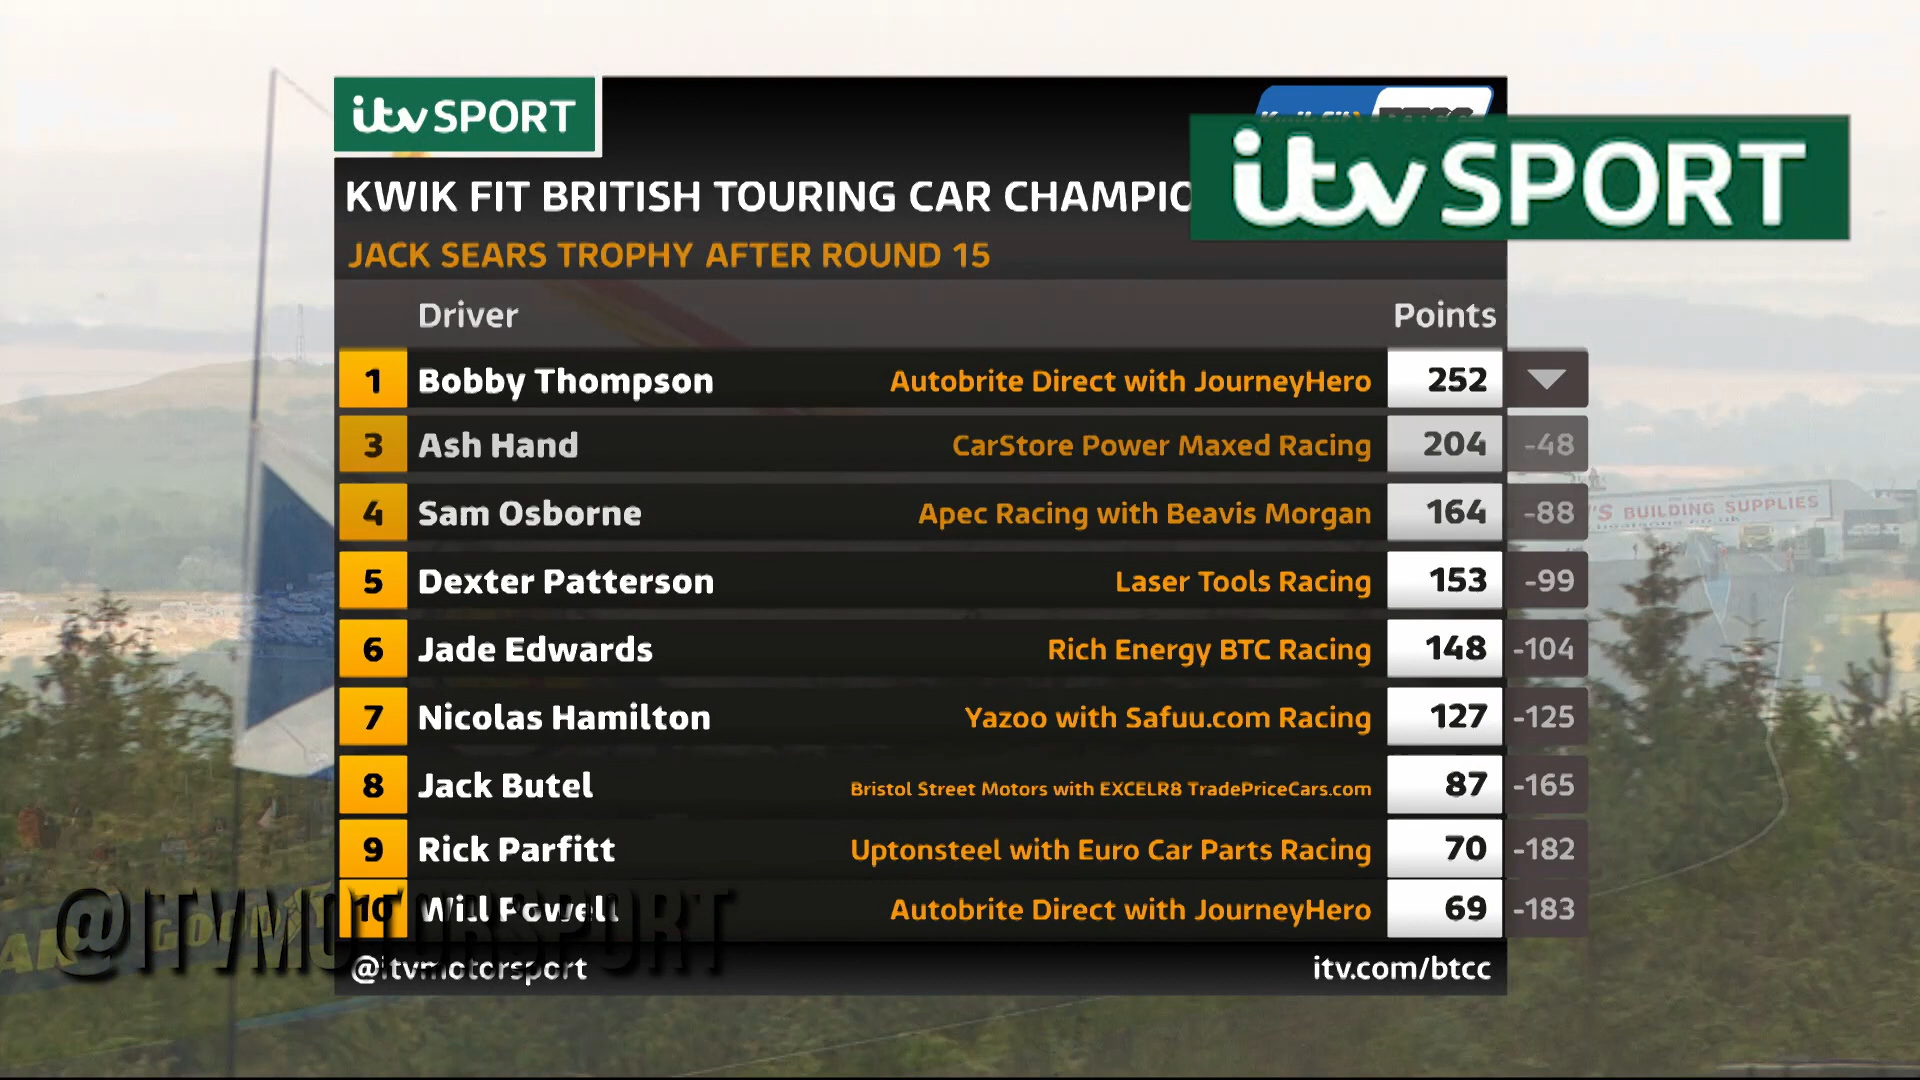 itv SPORT
itv SPORT
KWIK FIT BRITISH TOURING CAR CHAMPIO
JACK SEARS TROPHY AFTER ROUND 15
Driver Points
1 Bobby Thompson Autobrite Direct with JourneyHero 252
3 Ash Hand CarStore Power Maxed Racing 204 -48
4 Sam Osborne Apec Racing with Beavis Morgan 164 -88
5 Dexter Patterson Laser Tools Racing 153 -99
6 Jade Edwards Rich Energy BTC Racing 148 -104
7 Nicolas Hamilton Yazoo with Safuu.com Racing 127 -125
8 Jack Butel Bristol Street Motors with EXCELR8 TradePriceCars.com 87 -165
9 Rick Parfitt Uptonsteel with Euro Car Parts Racing 70 -182
10 Will Powell Autobrite Direct with JourneyHero 69 -183
@ITVMOTORSPORT
@itvmotorsport itv.com/btcc
'S BUILDING SUPPLIES